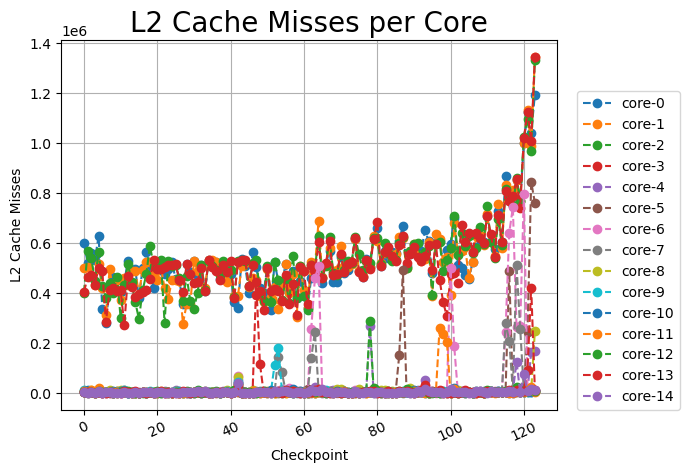 L2 Cache Misses per Core
1e6
1.4
1.2
1.0
0.8
0.6
0.4
0.2
0.0
L2 Cache Misses
0 20 40 60 80 100 120
Checkpoint
core-0
core-1
core-2
core-3
core-4
core-5
core-6
core-7
core-8
core-9
core-10
core-11
core-12
core-13
core-14